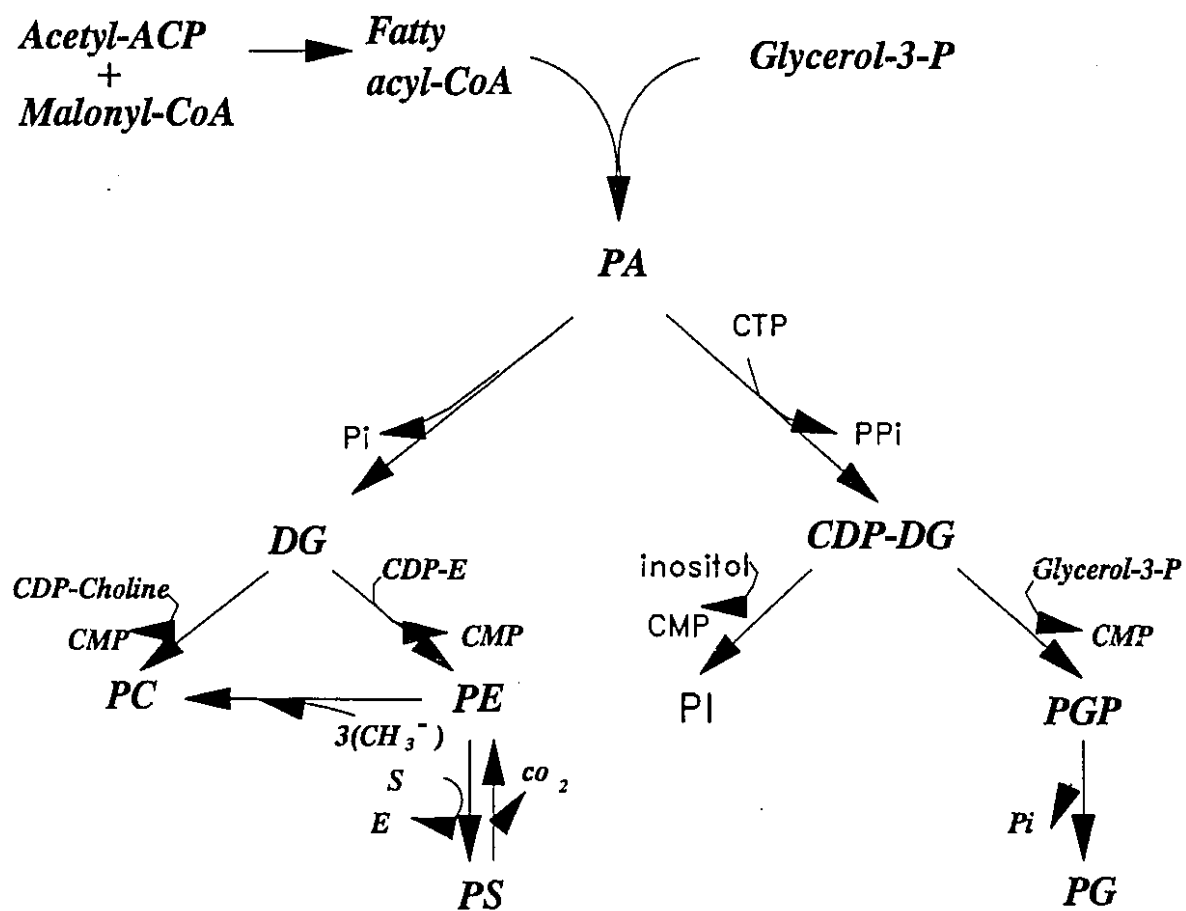 Acetyl-ACP
+
Malonyl-CoA
Fatty
acyl-CoA
Glycerol-3-P
PA
CTP
Pi
PPi
DG
CDP-DG
CDP-Choline
CMP
CDP-E
CMP
inositol
CMP
Glycerol-3-P
CMP
PC
PE
PI
PGP
3(CH₃⁻)
S
E
co₂
Pi
PS
PG